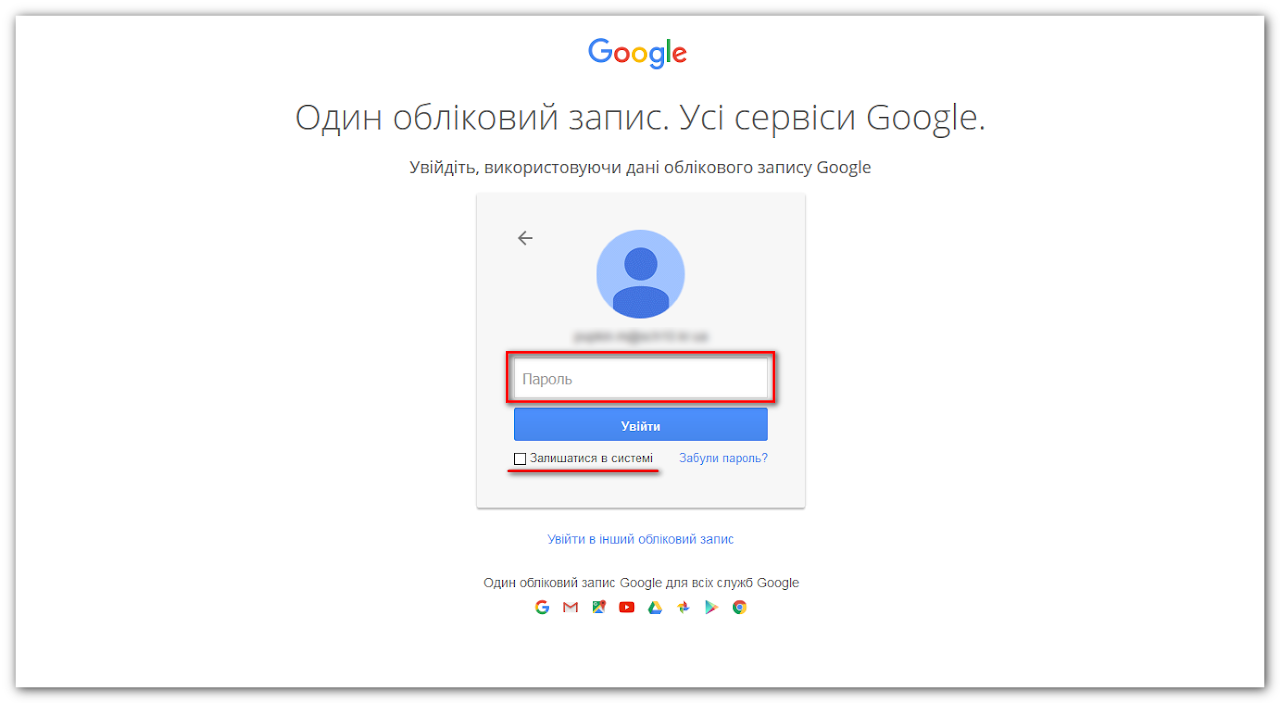 Google
Один обліковий запис. Усі сервіси Google.
Увійдіть, використовуючи дані облікового запису Google
Пароль
Увійти
Залишатися в системі Забули пароль?
Увійти в інший обліковий запис
Один обліковий запис Google для всіх служб Google